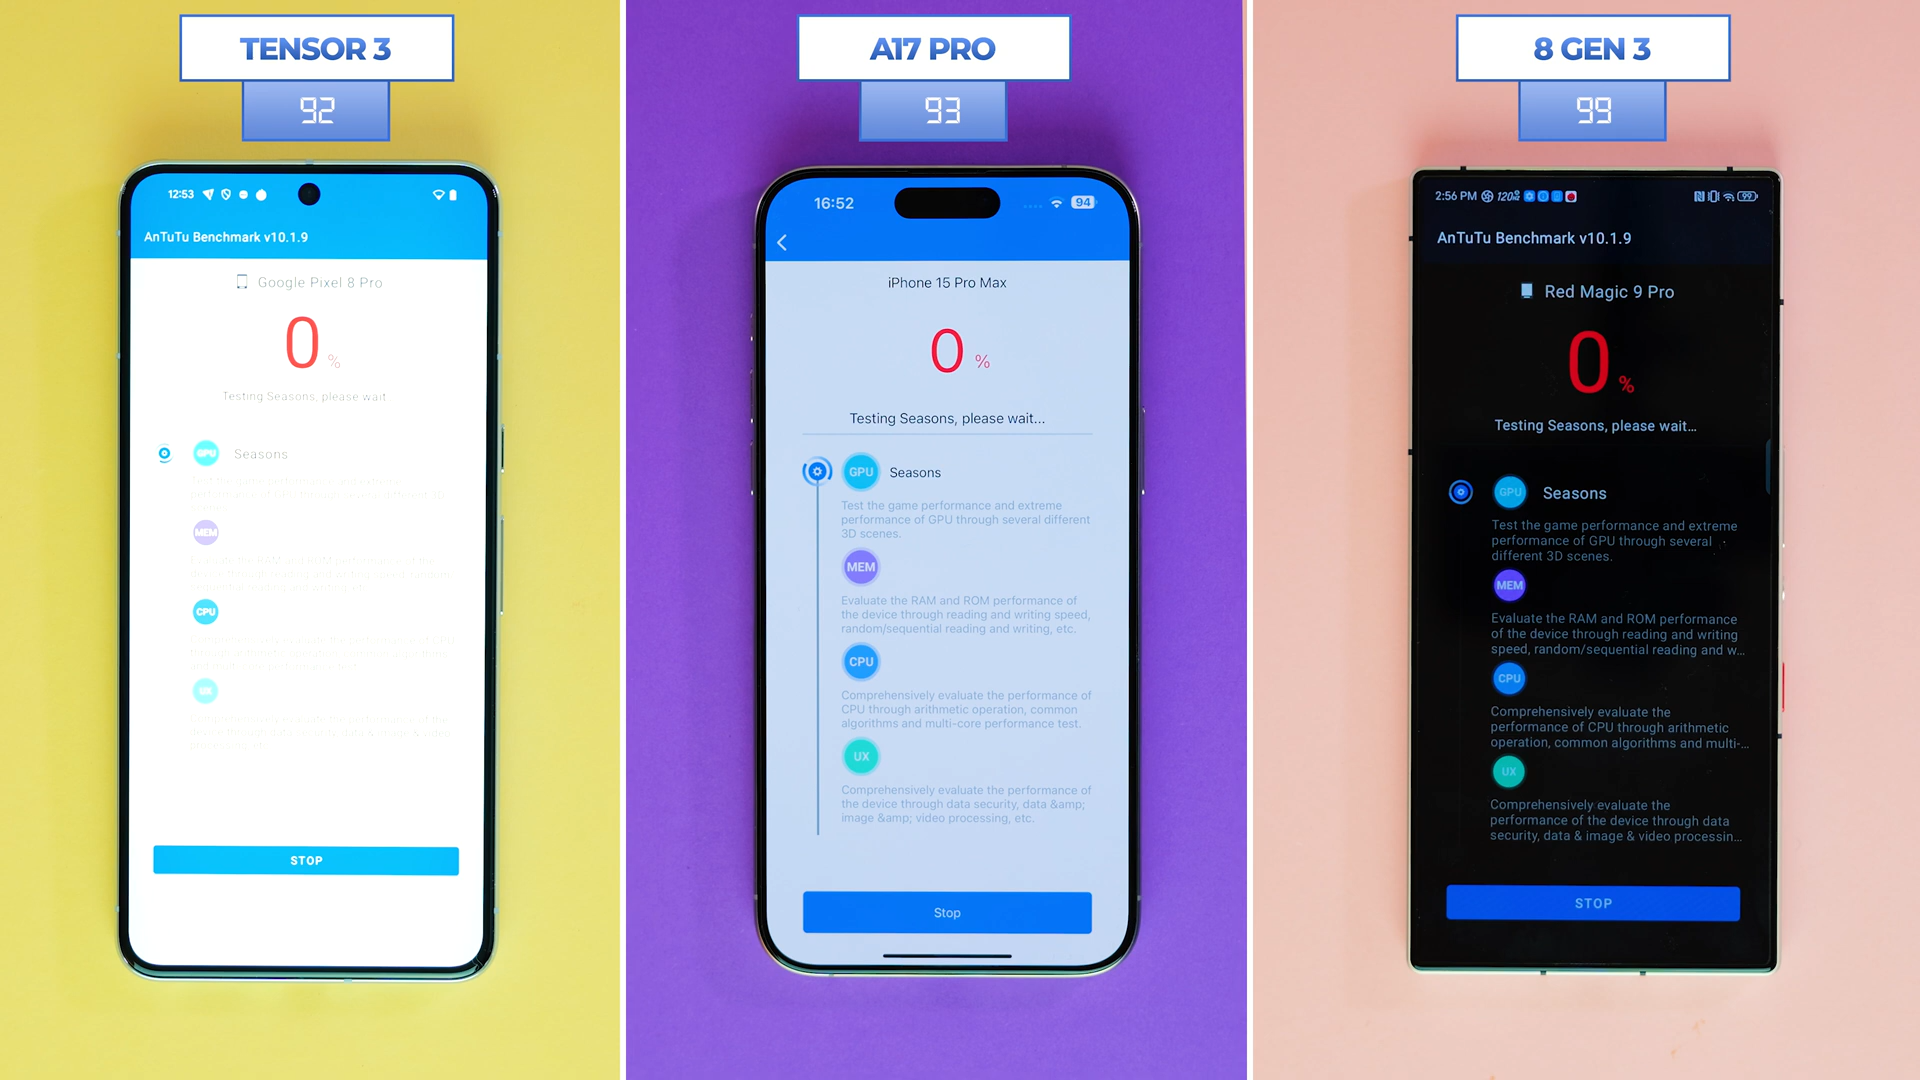 TENSOR 3
92
12:53
AnTuTu Benchmark v10.1.9
Google Pixel 8 Pro
0 %
Testing Seasons, please wait
GPU Seasons
MEM
CPU
UX
STOP
A17 PRO
93
16:52
94
iPhone 15 Pro Max
0 %
Testing Seasons, please wait...
GPU Seasons
Test the game performance and extreme
performance of GPU through several different
3D scenes.
MEM
Evaluate the RAM and ROM performance of
the device through reading and writing speed,
random/sequential reading and writing, etc.
CPU
Comprehensively evaluate the performance of
CPU through arithmetic operation, common
algorithms and multi-core performance test.
UX
Comprehensively evaluate the performance of
the device through data security, data &amp;
image &amp; video processing, etc.
Stop
8 GEN 3
99
2:56 PM 120
99
AnTuTu Benchmark v10.1.9
Red Magic 9 Pro
0 %
Testing Seasons, please wait...
GPU Seasons
Test the game performance and extreme
performance of GPU through several
different 3D scenes.
MEM
Evaluate the RAM and ROM performance
of the device through reading and writing
speed, random/sequential reading and w...
CPU
Comprehensively evaluate the
performance of CPU through arithmetic
operation, common algorithms and multi-...
UX
Comprehensively evaluate the
performance of the device through data
security, data & image & video processin...
STOP